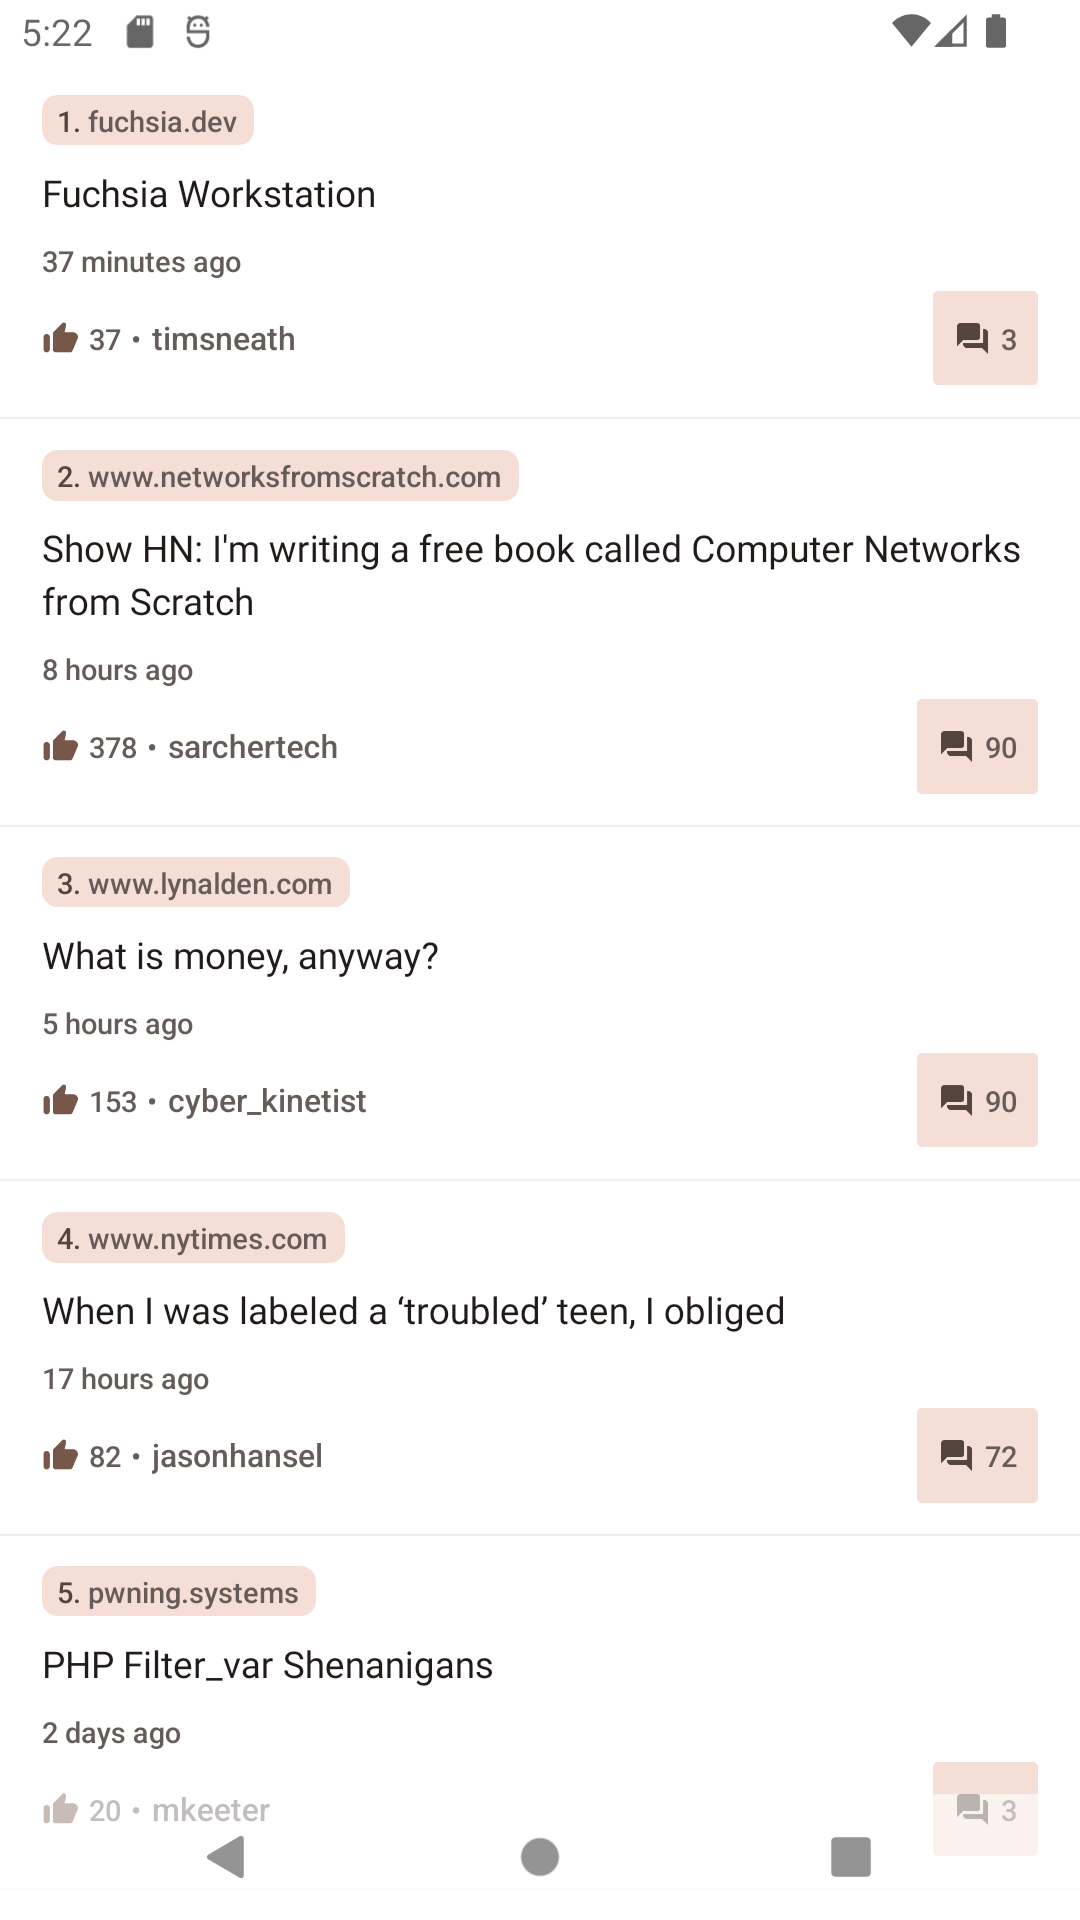 5:22
1. fuchsia.dev
Fuchsia Workstation
37 minutes ago
37 • timsneath
3
2. www.networksfromscratch.com
Show HN: I'm writing a free book called Computer Networks
from Scratch
8 hours ago
378 • sarchertech
90
3. www.lynalden.com
What is money, anyway?
5 hours ago
153 • cyber_kinetist
90
4. www.nytimes.com
When I was labeled a ‘troubled’ teen, I obliged
17 hours ago
82 • jasonhansel
72
5. pwning.systems
PHP Filter_var Shenanigans
2 days ago
20 • mkeeter
3